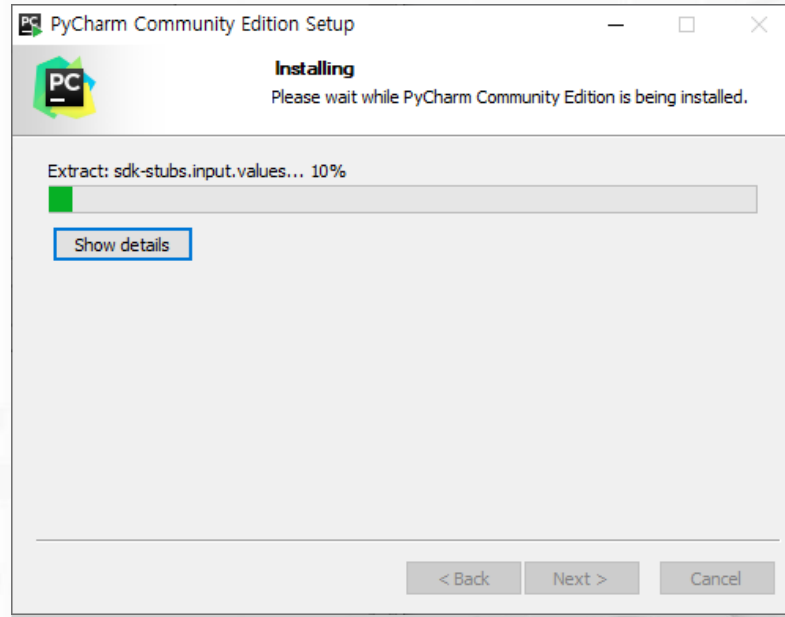 PC PyCharm Community Edition Setup
PC
Installing
Please wait while PyCharm Community Edition is being installed.
Extract: sdk-stubs.input.values... 10%
Show details
< Back Next > Cancel